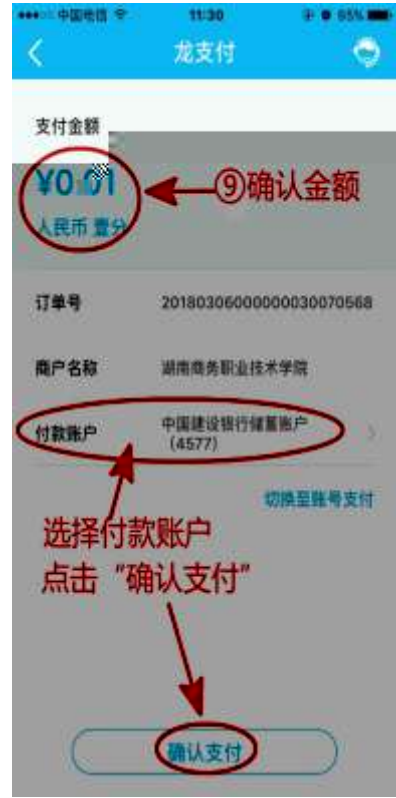 中国电信 11:30 65%
龙支付
支付金额
¥0.01
⑨确认金额
人民币 壹分
订单号 20180306000000030070568
商户名称 湖南商务职业技术学院
付款账户 中国建设银行储蓄账户
（4577）
切换至账号支付
选择付款账户
点击“确认支付”
确认支付